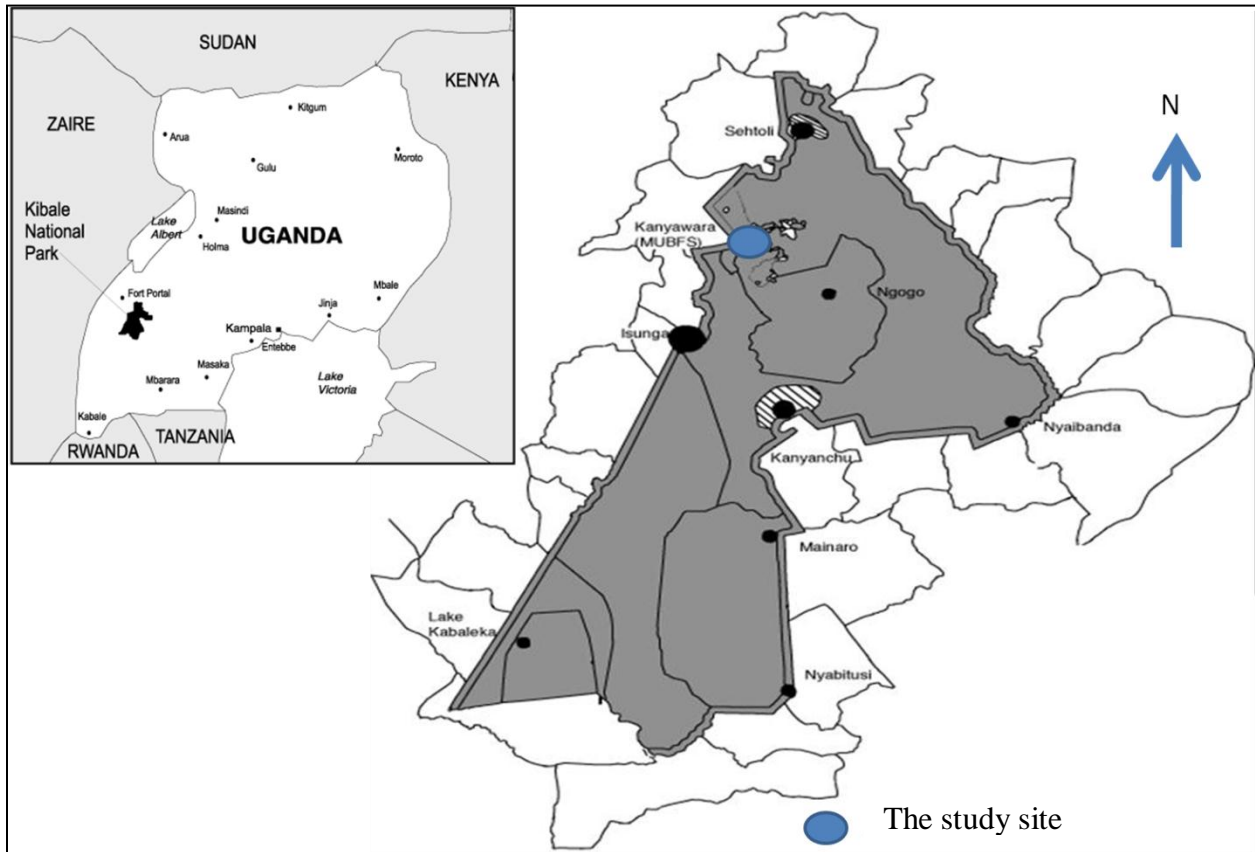 SUDAN
KENYA
ZAIRE
Kitgum
Arua
Moroto
Gulu
Kibale
National
Park
Lake
Albert
Masindi
Holma
UGANDA
Fort Portal
Mbale
Jinja
Kampala
Entebbe
Masaka
Lake
Victoria
Mbarara
Kabale
TANZANIA
RWANDA
N
Sehtoli
Kanyawara
(MUBFS)
Ngogo
Isunga
Nyaibanda
Kanyanchu
Mainaro
Lake
Kabaleka
Nyabitusi
The study site